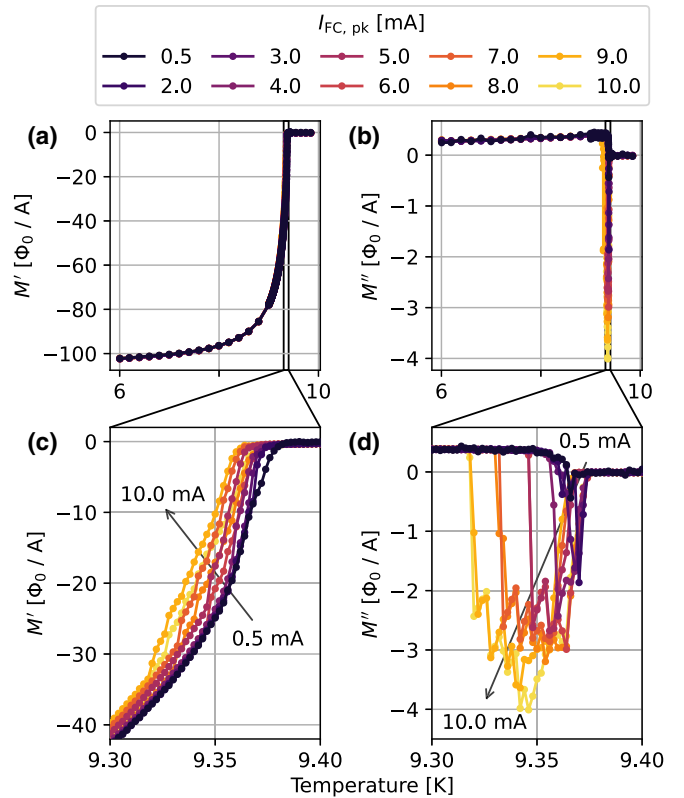 I_FC, pk [mA]
0.5 3.0 5.0 7.0 9.0
2.0 4.0 6.0 8.0 10.0
(a)
0
−20
−40
−60
−80
−100
6
10
M′ [Φ₀ / A]
(b)
0
−1
−2
−3
−4
6
10
M″ [Φ₀ / A]
(c)
0
−10
−20
−30
−40
9.30
9.35
9.40
M′ [Φ₀ / A]
10.0 mA
0.5 mA
(d)
0
−1
−2
−3
−4
9.30
9.35
9.40
M″ [Φ₀ / A]
0.5 mA
10.0 mA
Temperature [K]